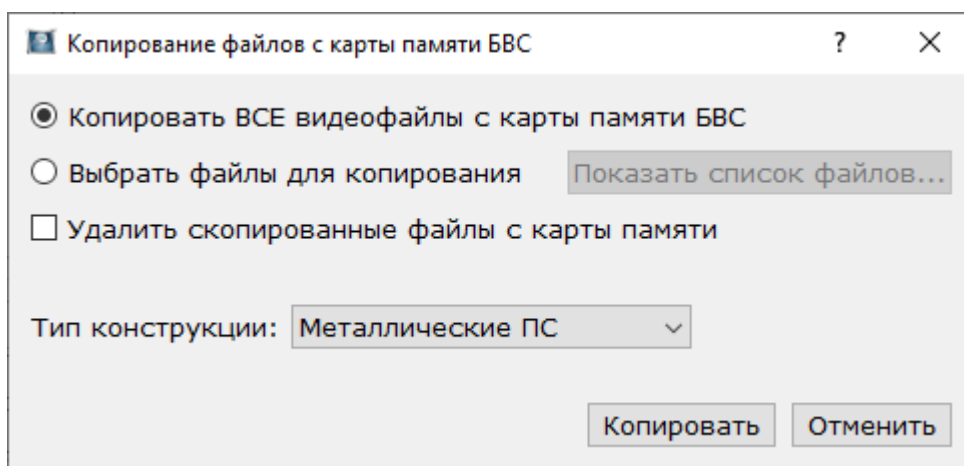 Копирование файлов с карты памяти БВС
Копировать ВСЕ видеофайлы с карты памяти БВС
Выбрать файлы для копирования Показать список файлов...
Удалить скопированные файлы с карты памяти
Тип конструкции: Металлические ПС
Копировать Отменить